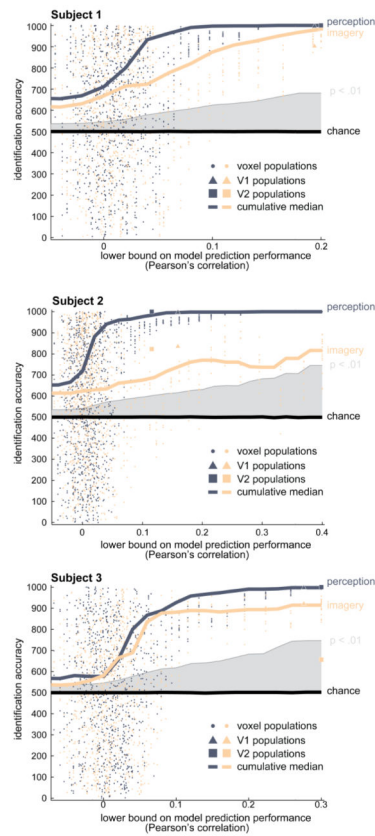 Subject 1
identification accuracy
1000
900
800
700
600
500
400
300
200
100
0
perception
imagery
p < .01
chance
voxel populations
V1 populations
V2 populations
cumulative median
0 0.1 0.2
lower bound on model prediction performance
(Pearson's correlation)
Subject 2
identification accuracy
1000
900
800
700
600
500
400
300
200
100
0
perception
imagery
p < .01
chance
voxel populations
V1 populations
V2 populations
cumulative median
0 0.1 0.2 0.3 0.4
lower bound on model prediction performance
(Pearson's correlation)
Subject 3
identification accuracy
1000
900
800
700
600
500
400
300
200
100
0
perception
imagery
p < .01
chance
voxel populations
V1 populations
V2 populations
cumulative median
0 0.1 0.2 0.3
lower bound on model prediction performance
(Pearson's correlation)